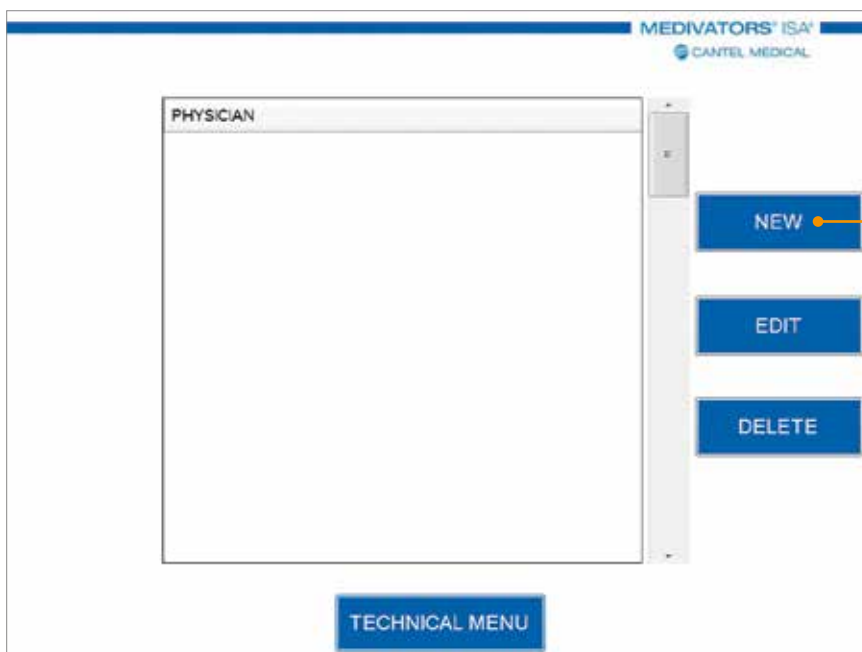 MEDIVATORS® ISA®
CANTEL MEDICAL
PHYSICIAN
NEW
EDIT
DELETE
TECHNICAL MENU